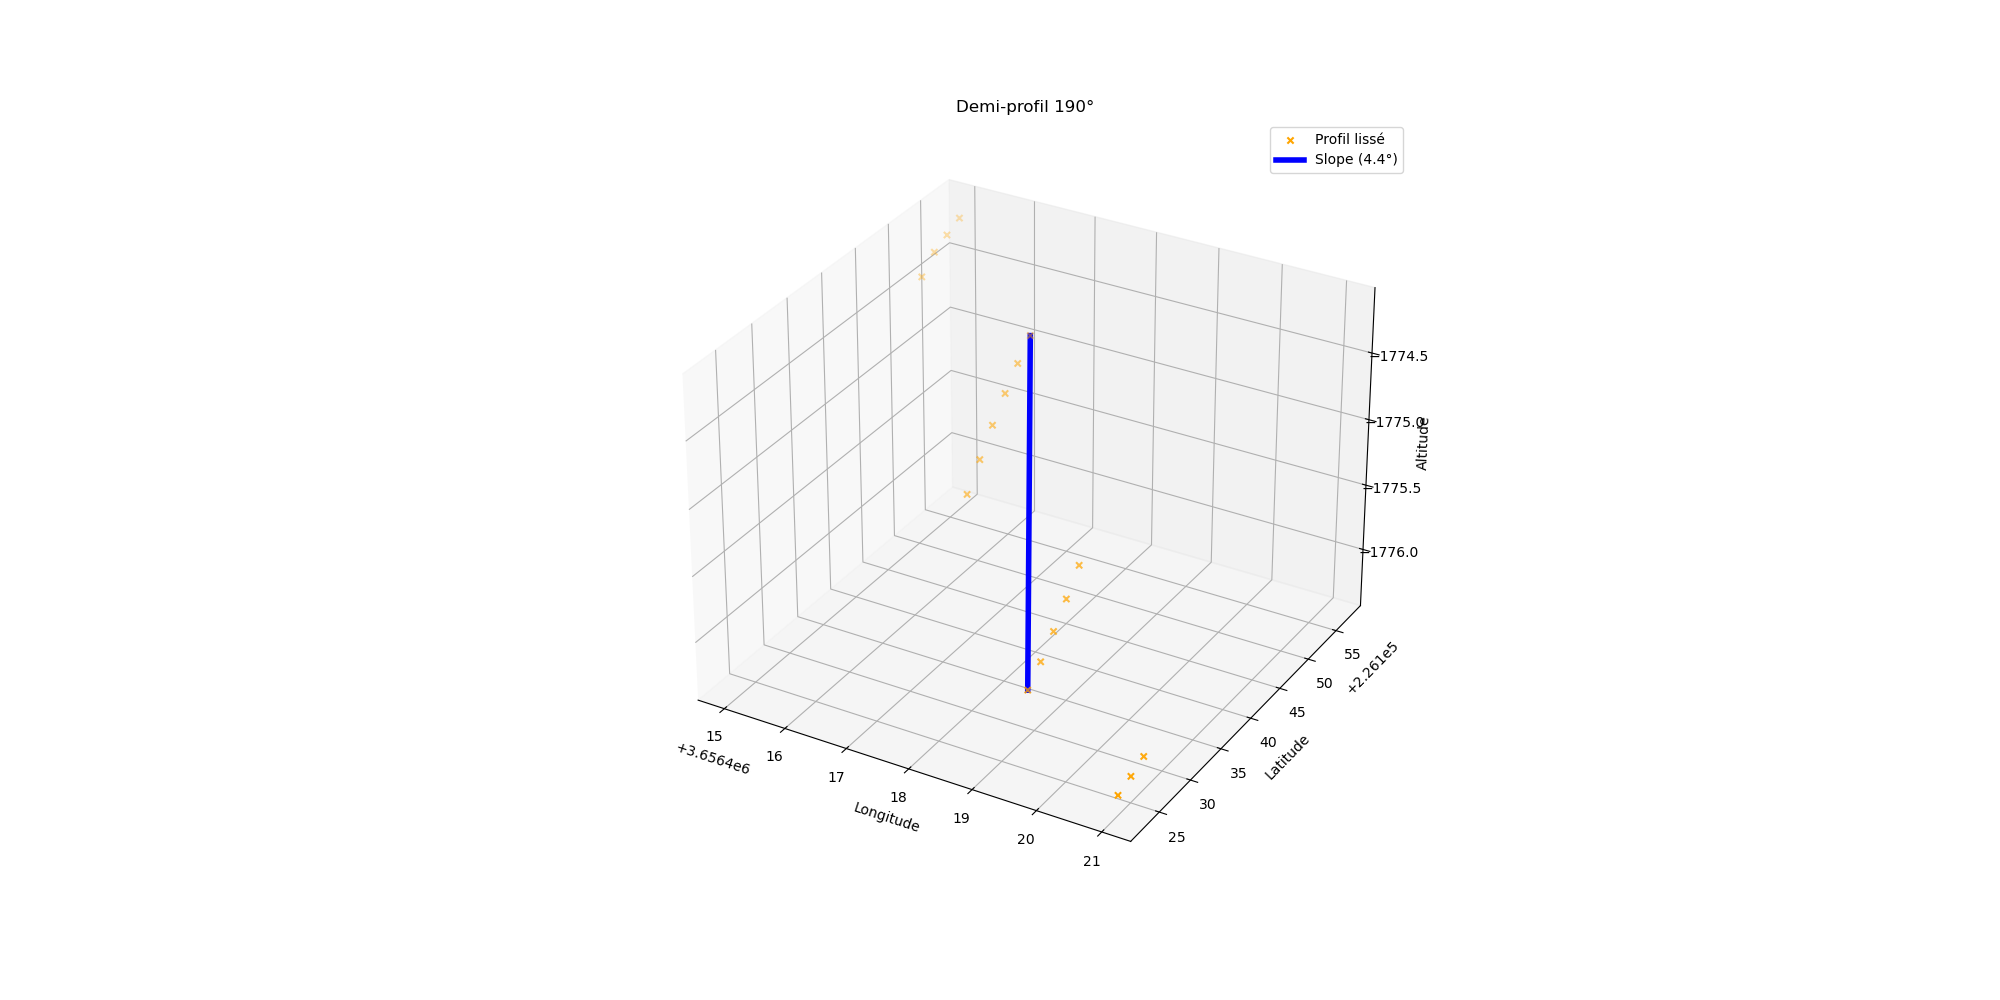 Demi-profil 190°
Profil lissé
Slope (4.4°)
−1774.5
−1775.0
−1775.5
−1776.0
Altitude
55
50
45
40
35
30
25
+2.261e5
Latitude
15
16
17
18
19
20
21
+3.6564e6
Longitude